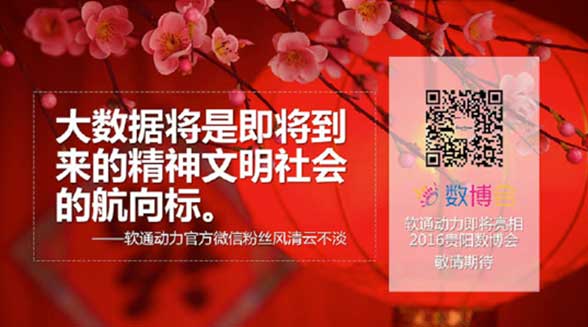 大数据将是即将到
来的精神文明社会
的航向标。
——软通动力官方微信粉丝风清云不淡
数博会
软通动力即将亮相
2016贵阳数博会
敬请期待